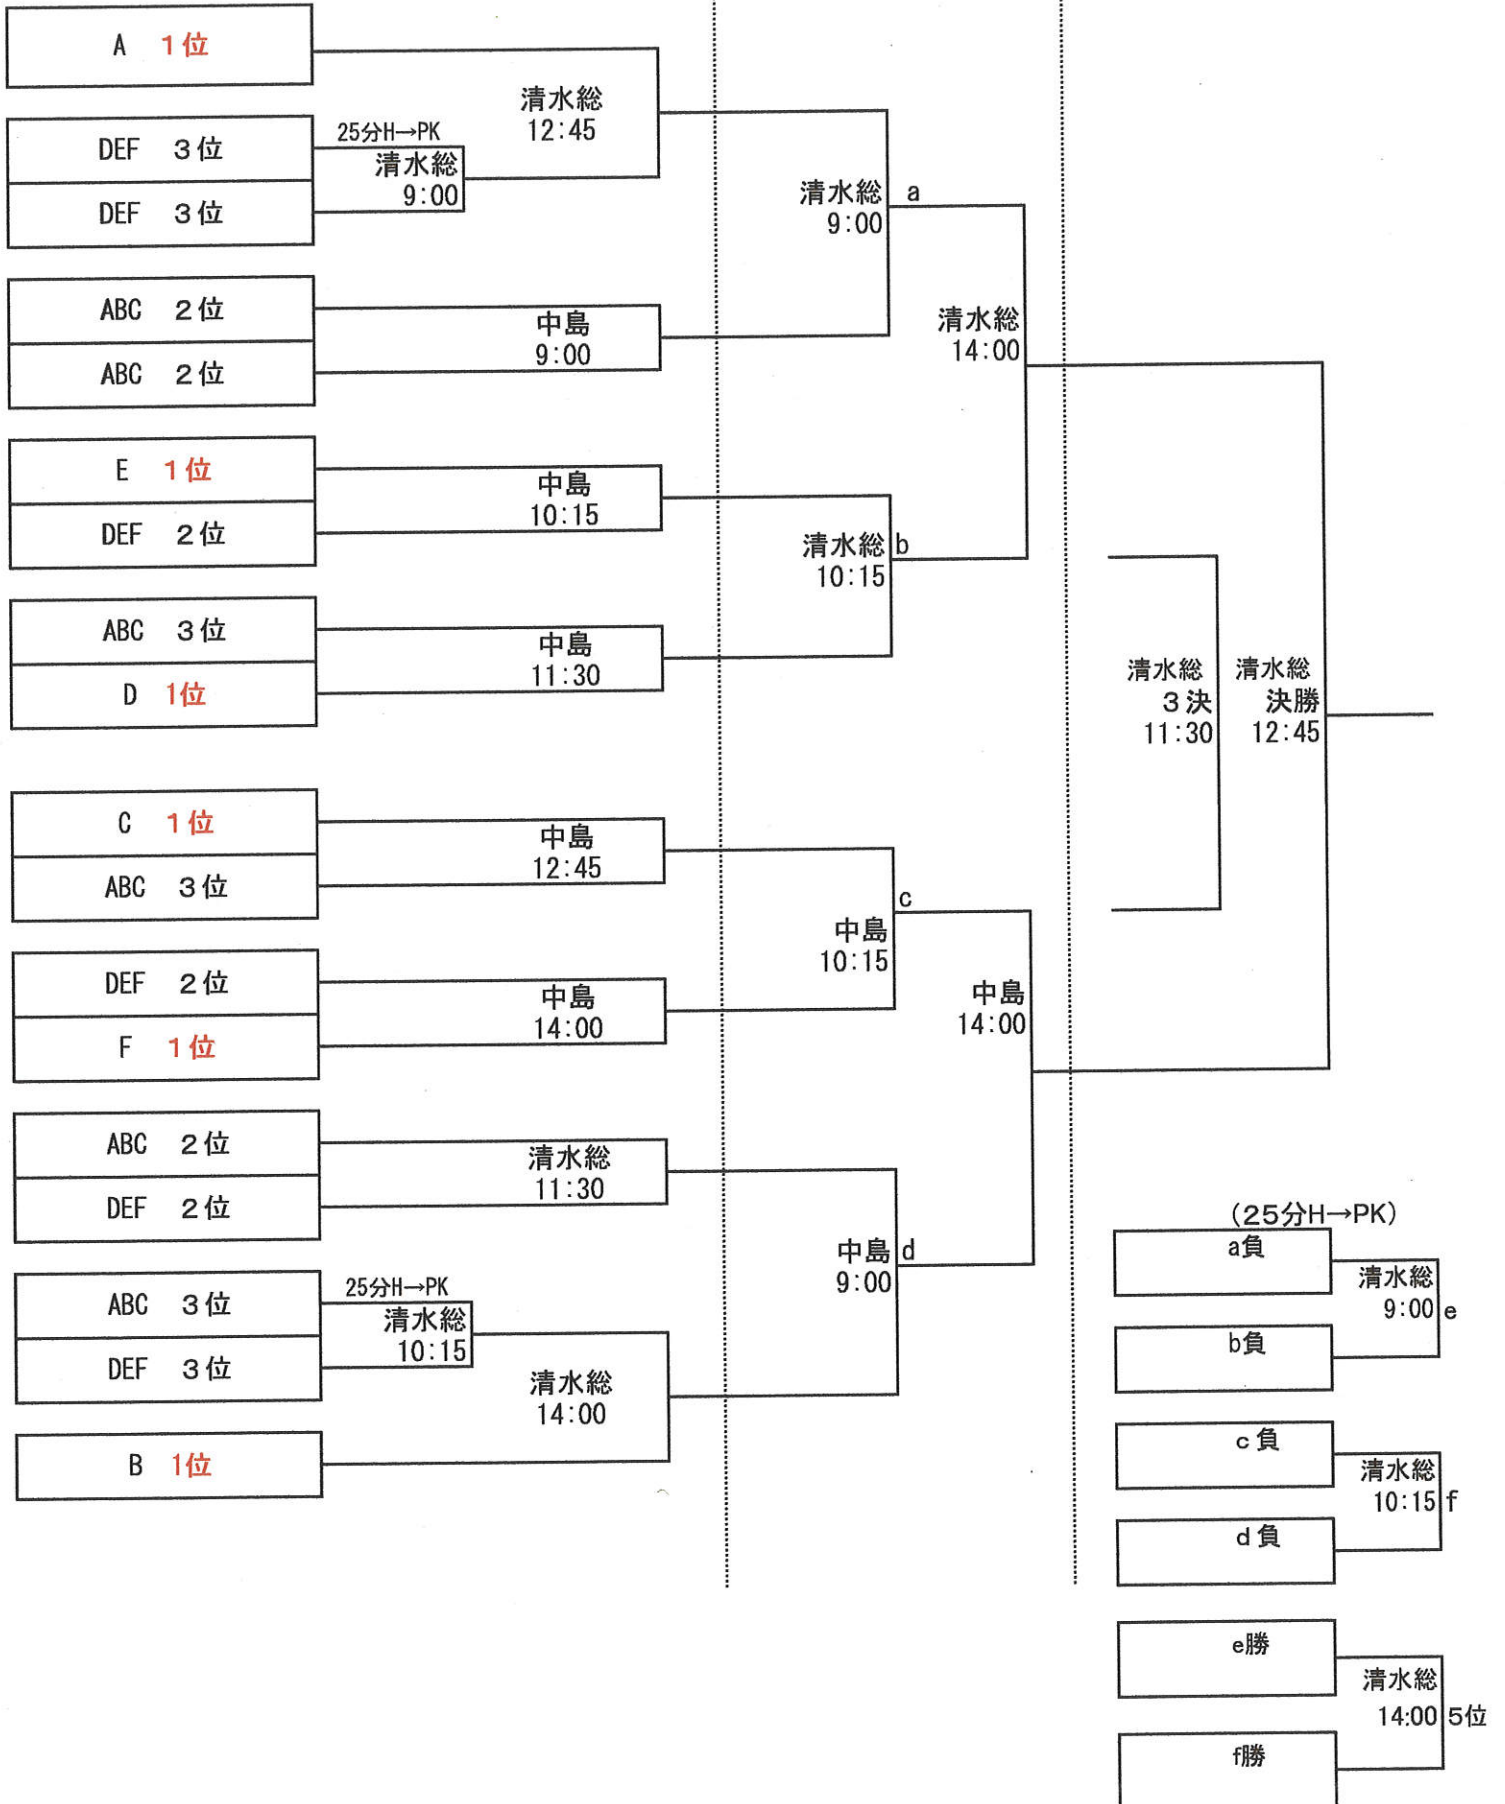 A 1位
清水総
12:45
DEF 3位
25分H→PK
清水総
9:00
DEF 3位
清水総
9:00
a
ABC 2位
中島
9:00
ABC 2位
清水総
14:00
E 1位
中島
10:15
DEF 2位
清水総
10:15
b
ABC 3位
中島
11:30
D 1位
清水総
3決
11:30
清水総
決勝
12:45
C 1位
中島
12:45
ABC 3位
c
中島
10:15
DEF 2位
中島
14:00
F 1位
中島
14:00
ABC 2位
清水総
11:30
DEF 2位
中島
9:00
d
ABC 3位
25分H→PK
清水総
10:15
DEF 3位
清水総
14:00
B 1位
(25分H→PK)
a負
清水総
9:00
e
b負
c負
清水総
10:15
f
d負
e勝
清水総
14:00
5位
f勝